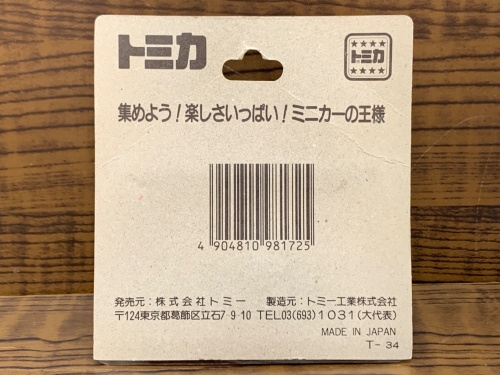 トミカ
トミカ
集めよう!楽しさいっぱい!ミニカーの王様
4 904810 981725
発売元:株式会社トミー 製造元:トミー工業株式会社
〒124東京都葛飾区立石7-9-10 TEL03(693)1031(大代表)
MADE IN JAPAN
T-34